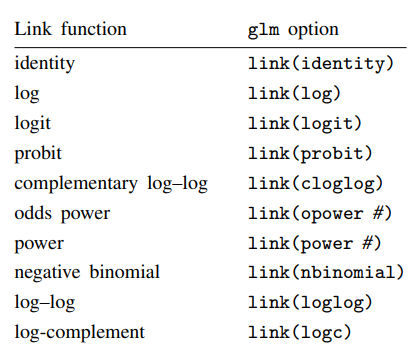 Link function glm option
identity link(identity)
log link(log)
logit link(logit)
probit link(probit)
complementary log–log link(cloglog)
odds power link(opower #)
power link(power #)
negative binomial link(nbinomial)
log–log link(loglog)
log-complement link(logc)